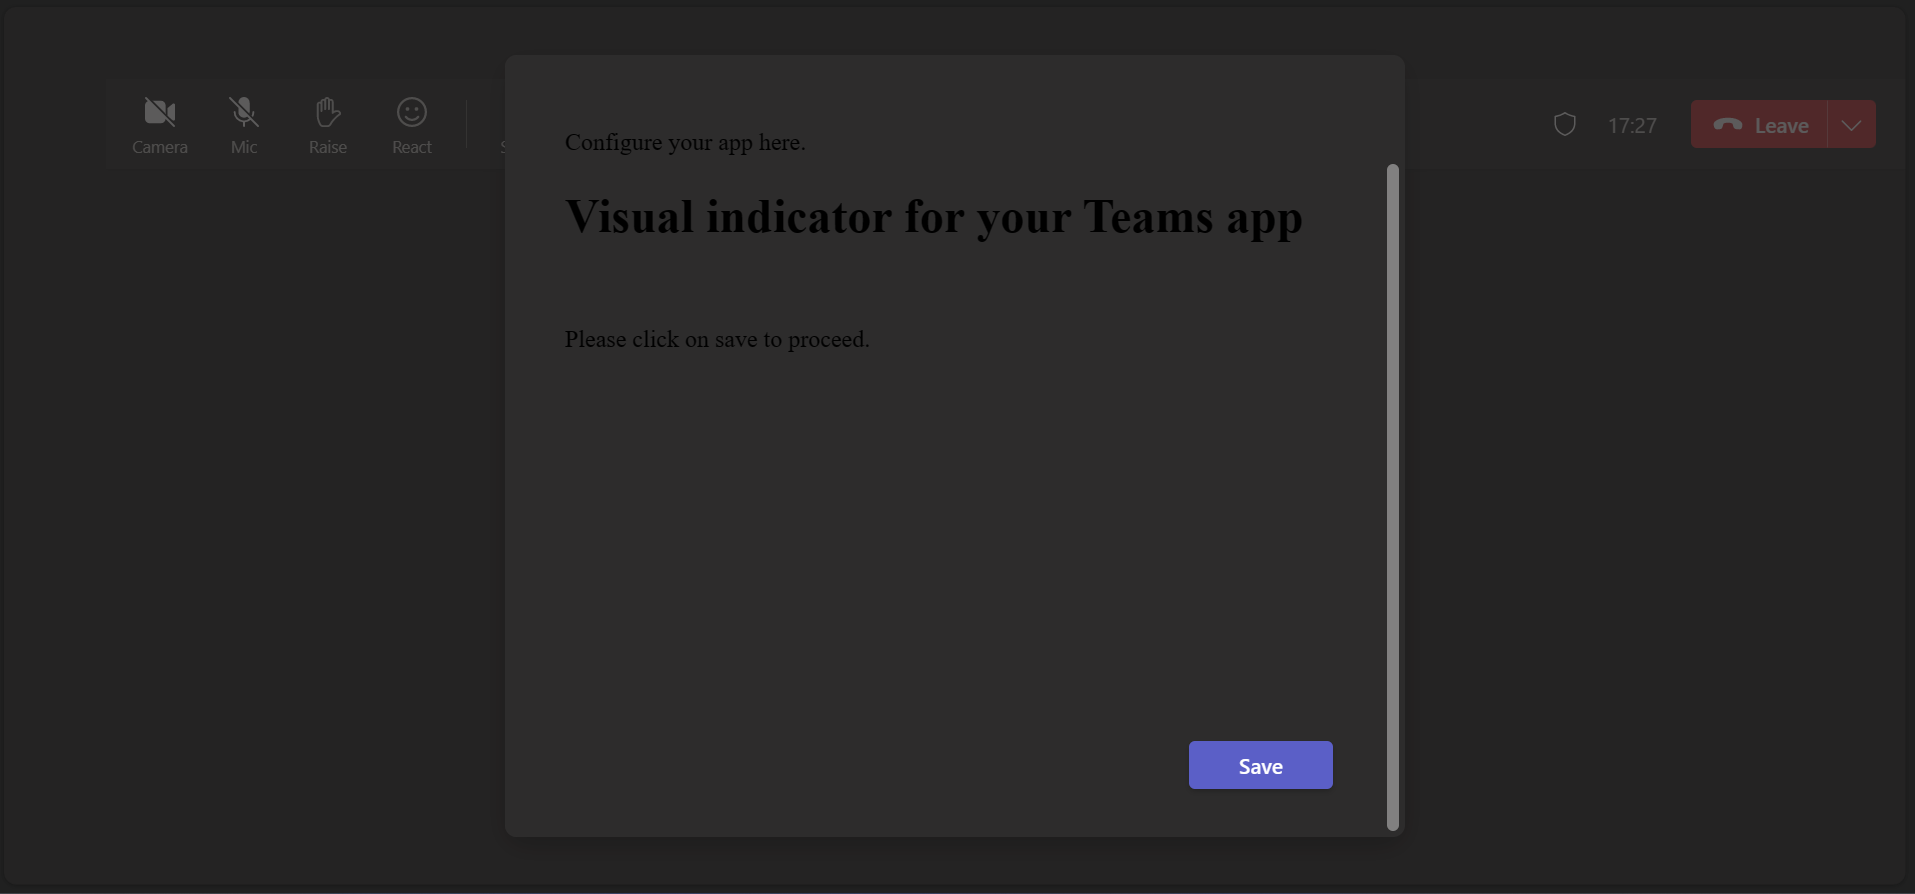 Camera
Mic
Raise
React
17:27
Leave
Configure your app here.
Visual indicator for your Teams app
Please click on save to proceed.
Save